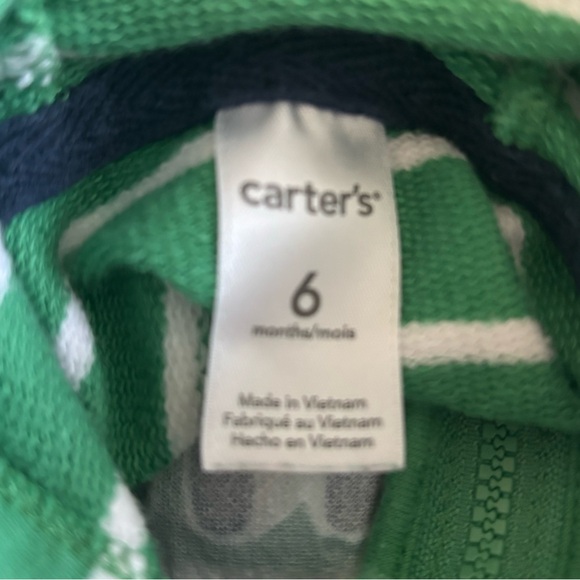 carter's
6
months/mois
Made in Vietnam
Fabriqué au Vietnam
Hecho en Vietnam